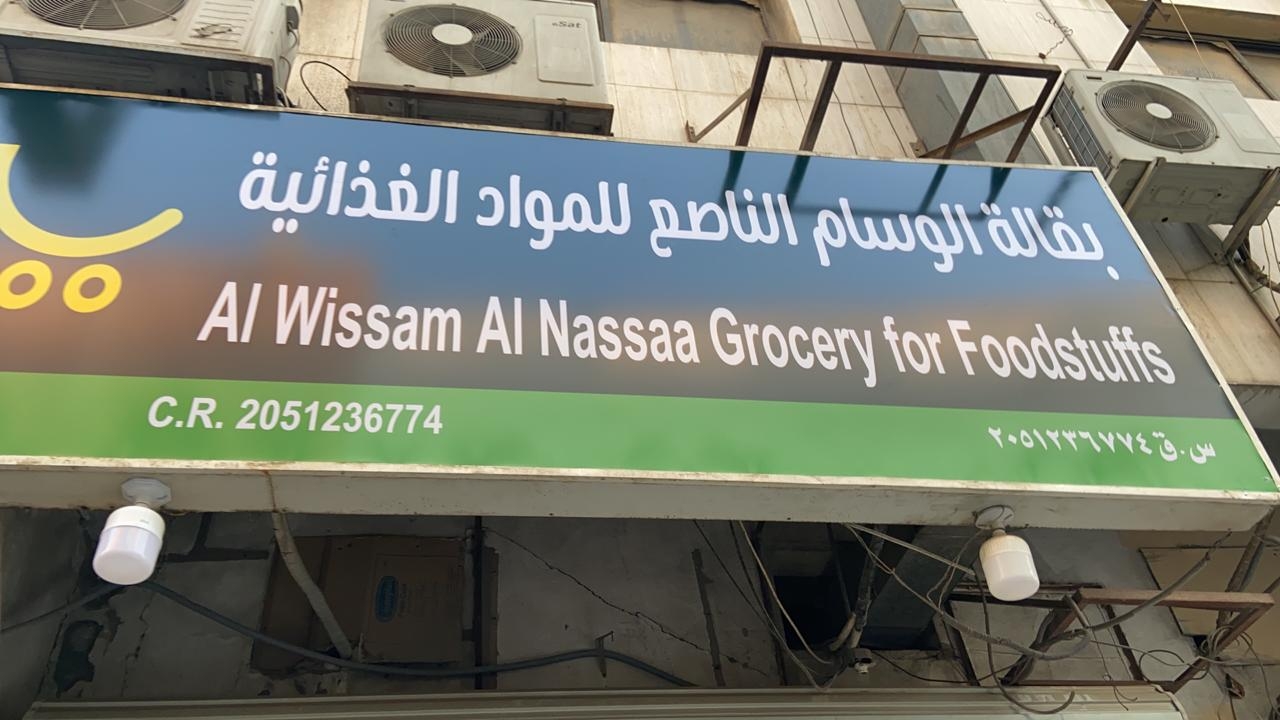 بقالة الوسام الناصع للمواد الغذائية
Al Wissam Al Nassaa Grocery for Foodstuffs
C.R. 2051236774
س.ق ٢٠٥١٢٣٦٧٧٤